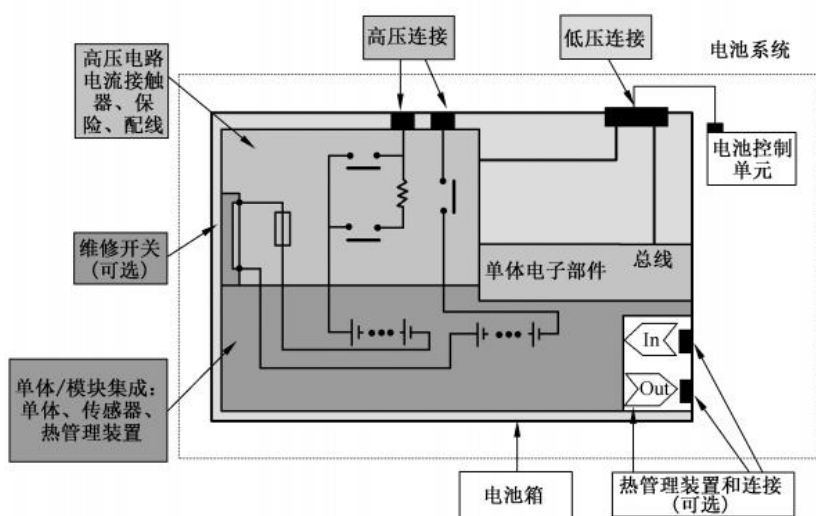 高压电路
电流接触
器、保
险、配线
高压连接
低压连接
电池系统
电池控制
单元
维修开关
(可选)
单体电子部件
总线
单体/模块集成:
单体、传感器、
热管理装置
In
Out
电池箱
热管理装置和连接
(可选)